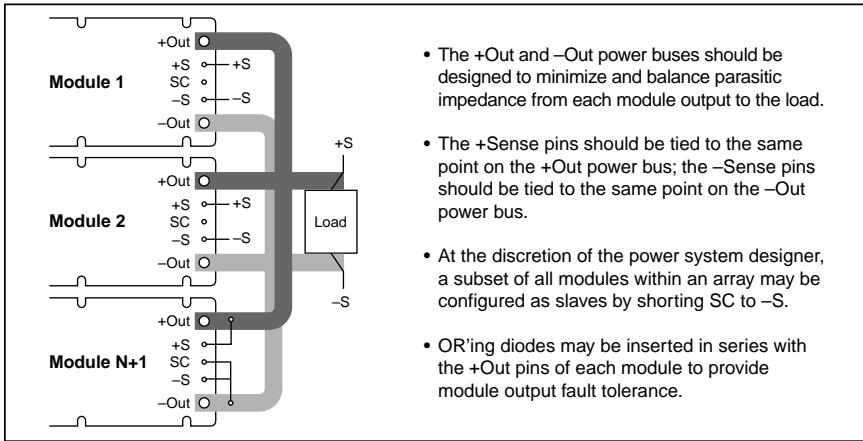 +Out
+S
+S
Module 1
SC
–S
–S
–Out
+S
+Out
+S
+S
Module 2
SC
Load
–S
–S
–Out
–S
+Out
+S
Module N+1
SC
–S
–Out
• The +Out and –Out power buses should be
designed to minimize and balance parasitic
impedance from each module output to the load.
• The +Sense pins should be tied to the same
point on the +Out power bus; the –Sense pins
should be tied to the same point on the –Out
power bus.
• At the discretion of the power system designer,
a subset of all modules within an array may be
configured as slaves by shorting SC to –S.
• OR'ing diodes may be inserted in series with
the +Out pins of each module to provide
module output fault tolerance.